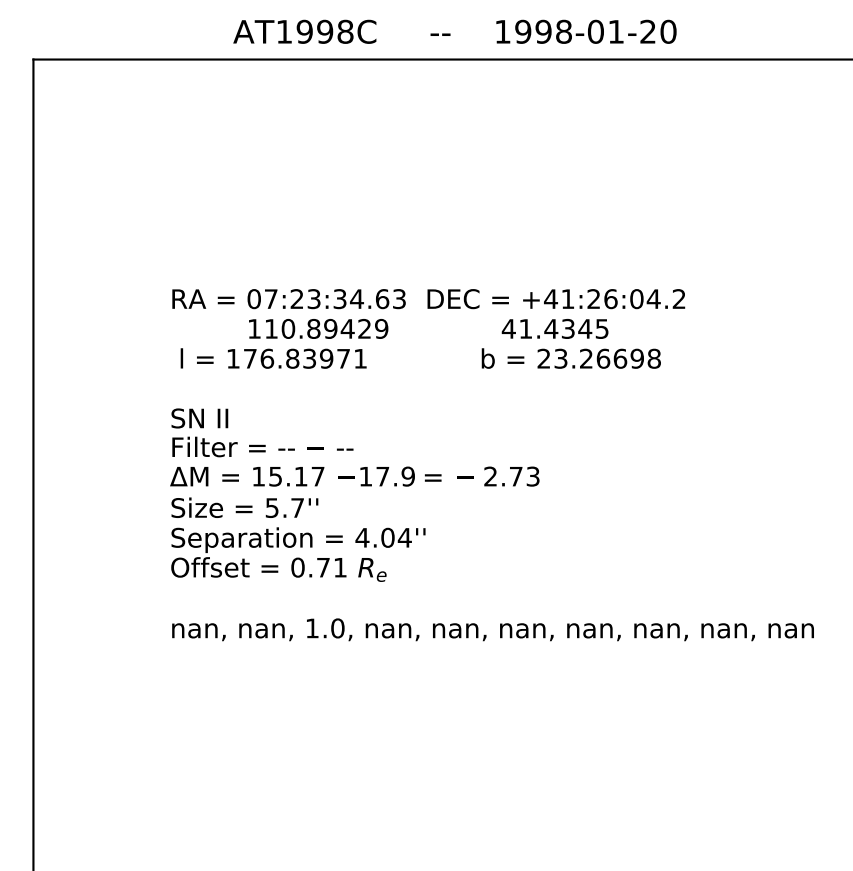 AT1998C -- 1998-01-20
RA = 07:23:34.63 DEC = +41:26:04.2
110.89429 41.4345
l = 176.83971 b = 23.26698
SN II
Filter = -- − --
ΔM = 15.17 −17.9 = − 2.73
Size = 5.7''
Separation = 4.04''
Offset = 0.71 Re
nan, nan, 1.0, nan, nan, nan, nan, nan, nan, nan